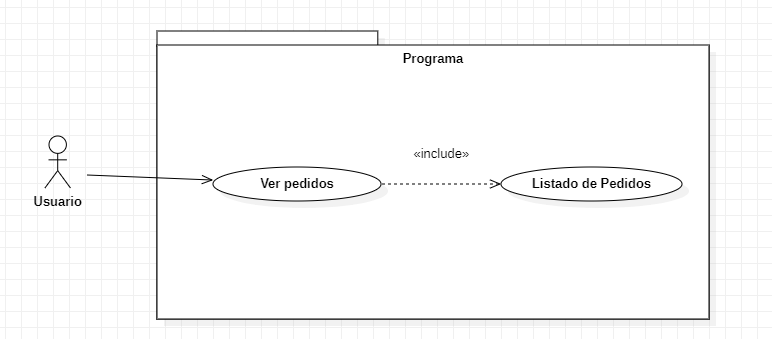 Programa
«include»
Ver pedidos
Listado de Pedidos
Usuario